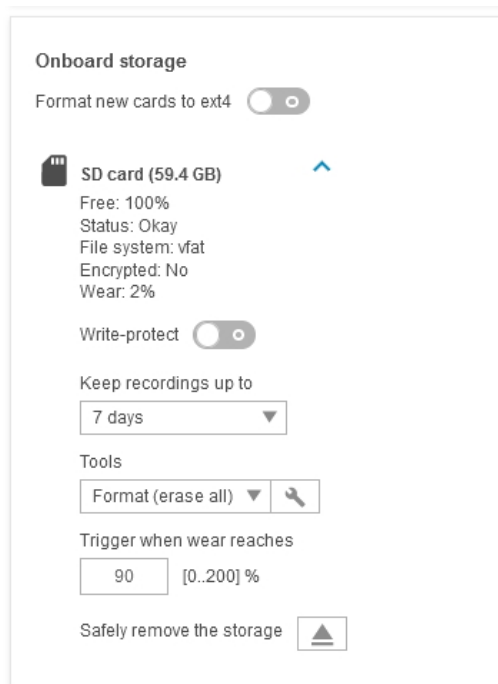 Onboard storage
Format new cards to ext4
SD card (59.4 GB)
Free: 100%
Status: Okay
File system: vfat
Encrypted: No
Wear: 2%
Write-protect
Keep recordings up to
7 days
Tools
Format (erase all)
Trigger when wear reaches
90 [0..200] %
Safely remove the storage